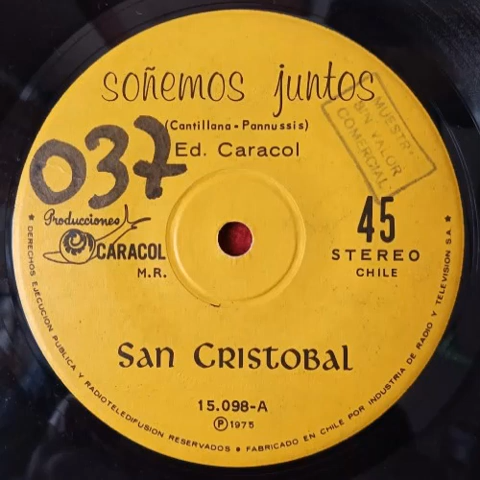 soñemos juntos
(Cantillana - Pannussis)
Ed. Caracol
MUESTRA
SIN VALOR
COMERCIAL
037
Producciones
CARACOL
M.R.
45
STEREO
CHILE
SAN CRISTOBAL
15.098-A
Ⓟ 1975
★ DERECHOS EJECUCION PUBLICA Y RADIOTELEDIFUSION RESERVADOS ★ FABRICADO EN CHILE POR INDUSTRIA DE RADIO Y TELEVISION S.A. ★